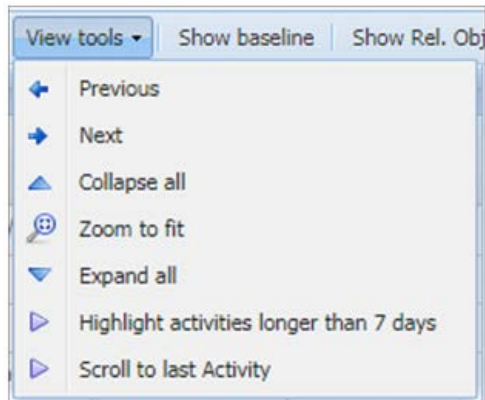 View tools Show baseline Show Rel. Obj
Previous
Next
Collapse all
Zoom to fit
Expand all
Highlight activities longer than 7 days
Scroll to last Activity